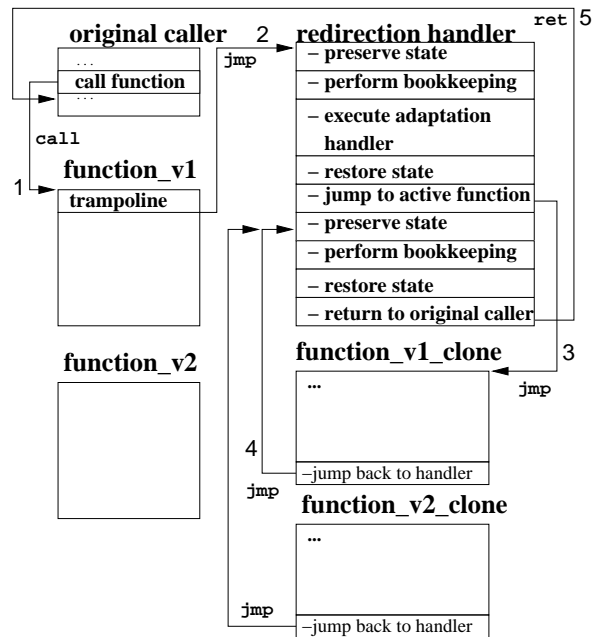 original caller
...
call function
...
call
1
function_v1
trampoline
function_v2
2
jmp
redirection handler
– preserve state
– perform bookkeeping
– execute adaptation
handler
– restore state
– jump to active function
– preserve state
– perform bookkeeping
– restore state
– return to original caller
ret 5
3
jmp
function_v1_clone
...
–jump back to handler
4
jmp
function_v2_clone
...
–jump back to handler
jmp